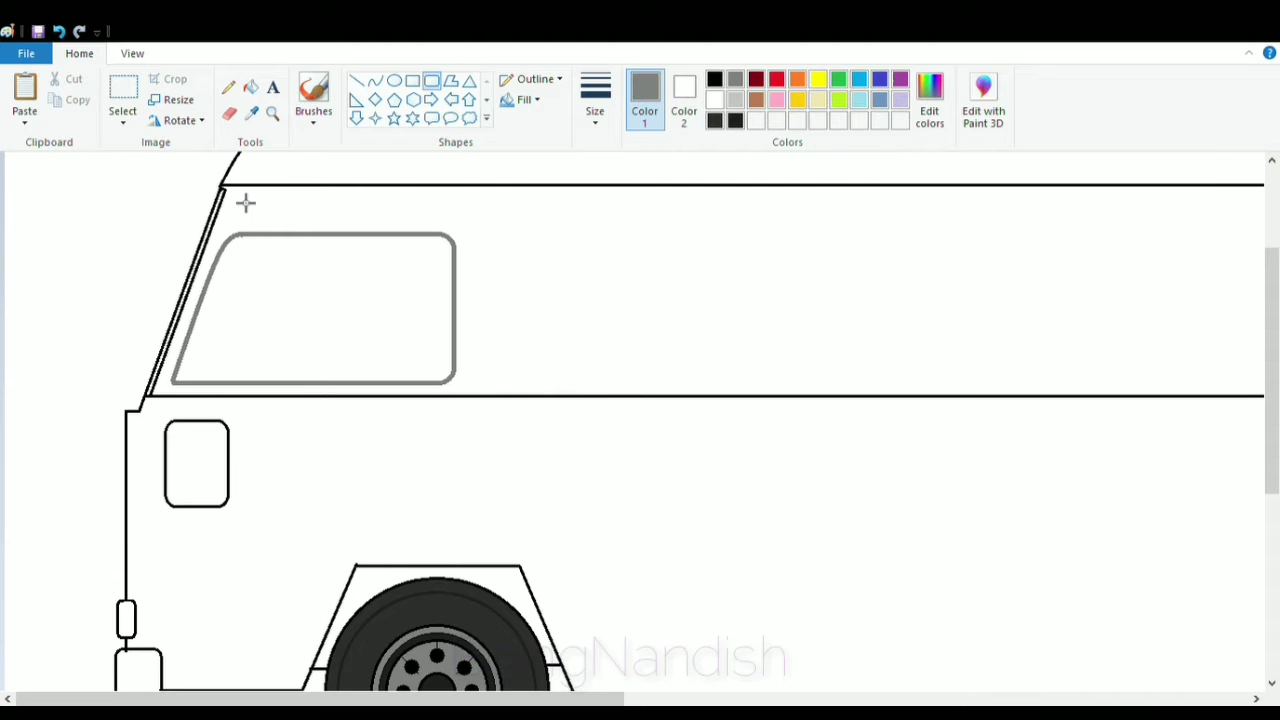 File Home View
Paste
Cut
Copy
Clipboard
Select
Crop
Resize
Rotate
Image
A
Tools
Brushes
Outline
Fill
Shapes
Size
Color
1
Color
2
Edit
colors
Colors
Edit with
Paint 3D
gNandish